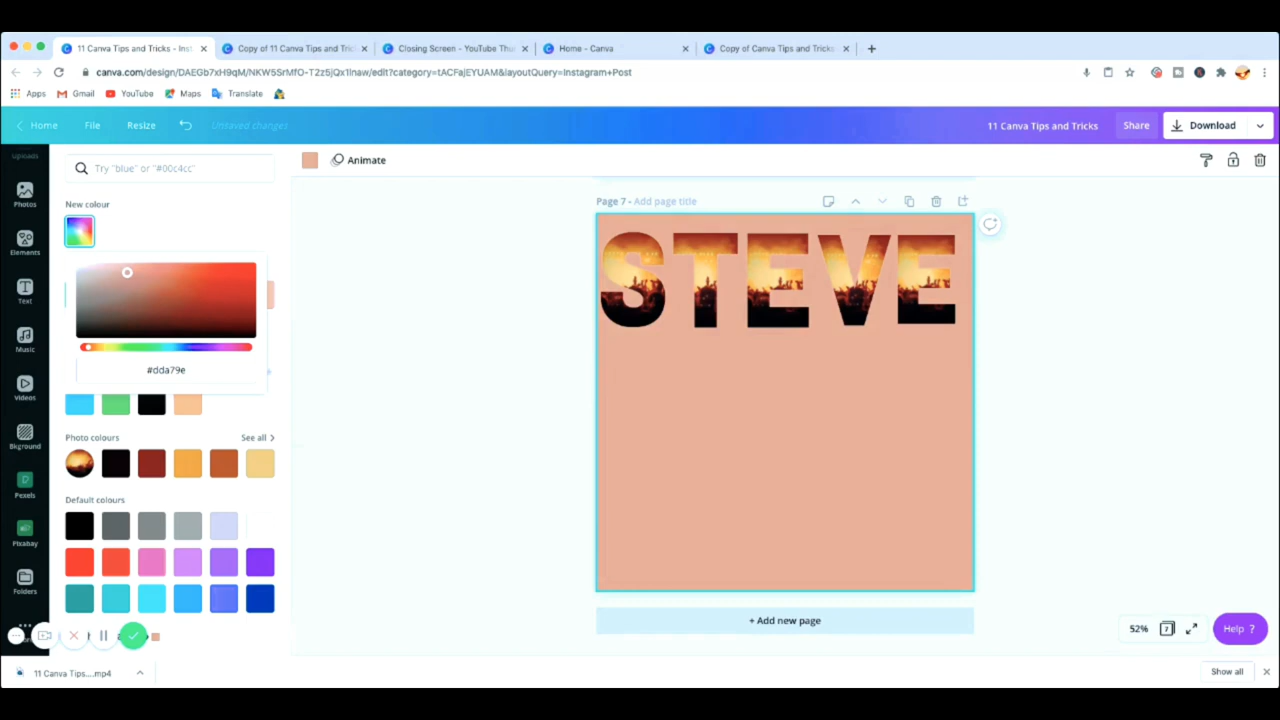 11 Canva Tips and Tricks - Inst
Copy of 11 Canva Tips and Tric
Closing Screen - YouTube Thu
Home - Canva
Copy of Canva Tips and Tricks
canva.com/design/DAEGb7xH9qM/NKW5SrMfO-T2z5jQx1lnaw/edit?category=tACFajEYUAM&layoutQuery=Instagram+Post
Apps
Gmail
YouTube
Maps
Translate
Home
File
Resize
Unsaved changes
11 Canva Tips and Tricks
Share
Download
Uploads
Photos
Elements
Text
Music
Videos
Bkground
Pexels
Pixabay
Folders
Try "blue" or "#00c4cc"
New colour
#dda79e
Photo colours
See all
Default colours
Animate
Page 7 - Add page title
STEVE
+ Add new page
52%
7
Help ?
11 Canva Tips....mp4
Show all